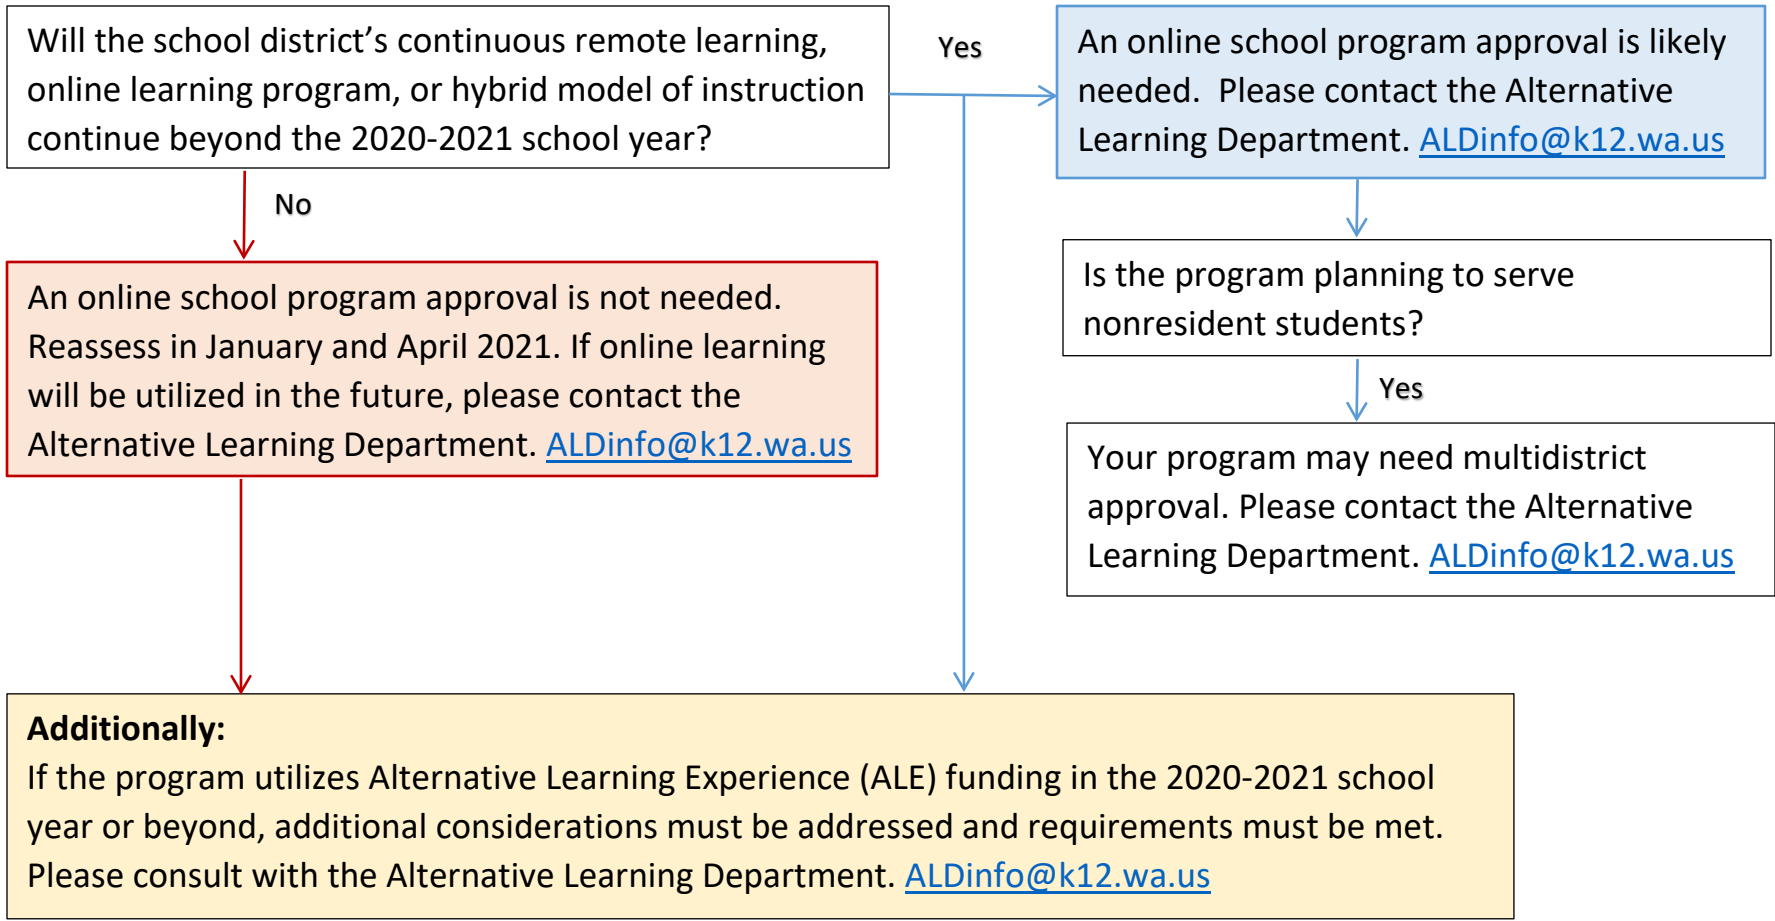 Will the school district’s continuous remote learning,
online learning program, or hybrid model of instruction
continue beyond the 2020-2021 school year?
Yes
An online school program approval is likely
needed.  Please contact the Alternative
Learning Department. ALDinfo@k12.wa.us
No
Is the program planning to serve
nonresident students?
An online school program approval is not needed.
Reassess in January and April 2021. If online learning
will be utilized in the future, please contact the
Alternative Learning Department. ALDinfo@k12.wa.us
Yes
Your program may need multidistrict
approval. Please contact the Alternative
Learning Department. ALDinfo@k12.wa.us
Additionally:
If the program utilizes Alternative Learning Experience (ALE) funding in the 2020-2021 school
year or beyond, additional considerations must be addressed and requirements must be met.
Please consult with the Alternative Learning Department. ALDinfo@k12.wa.us